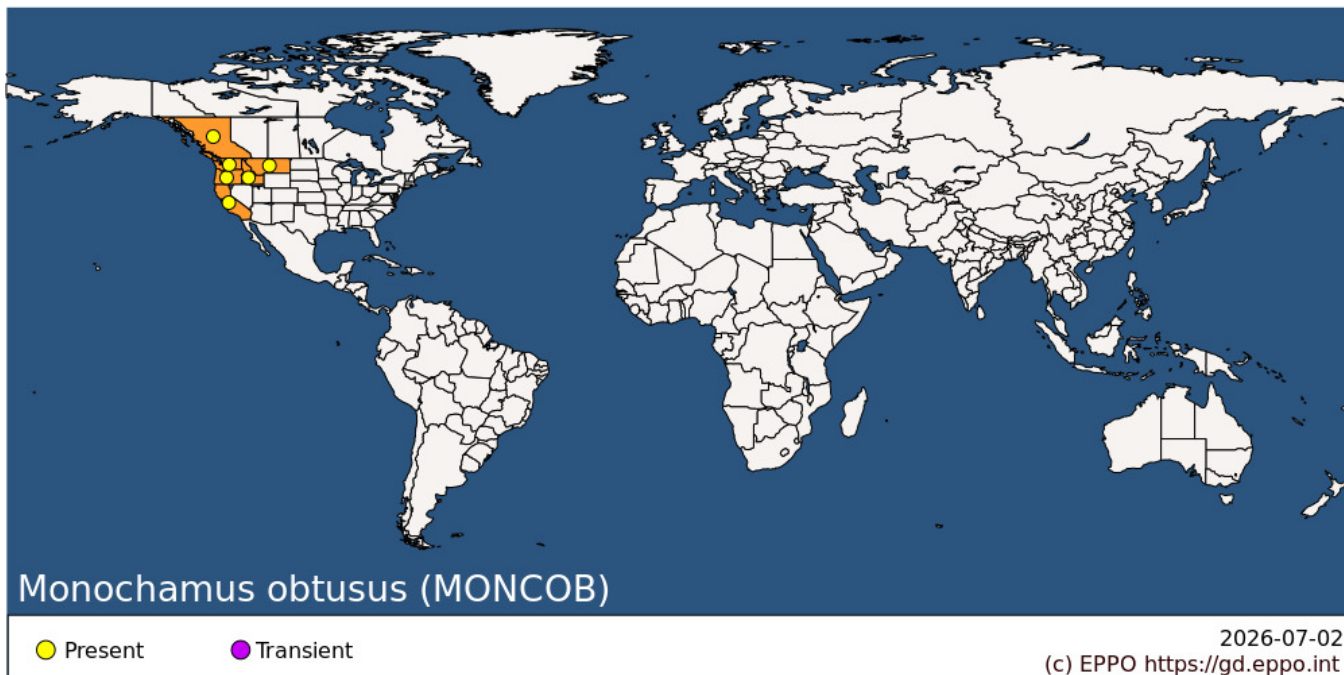 Monochamus obtusus (MONCOB)
Present
Transient
2026-07-02
(c) EPPO https://gd.eppo.int